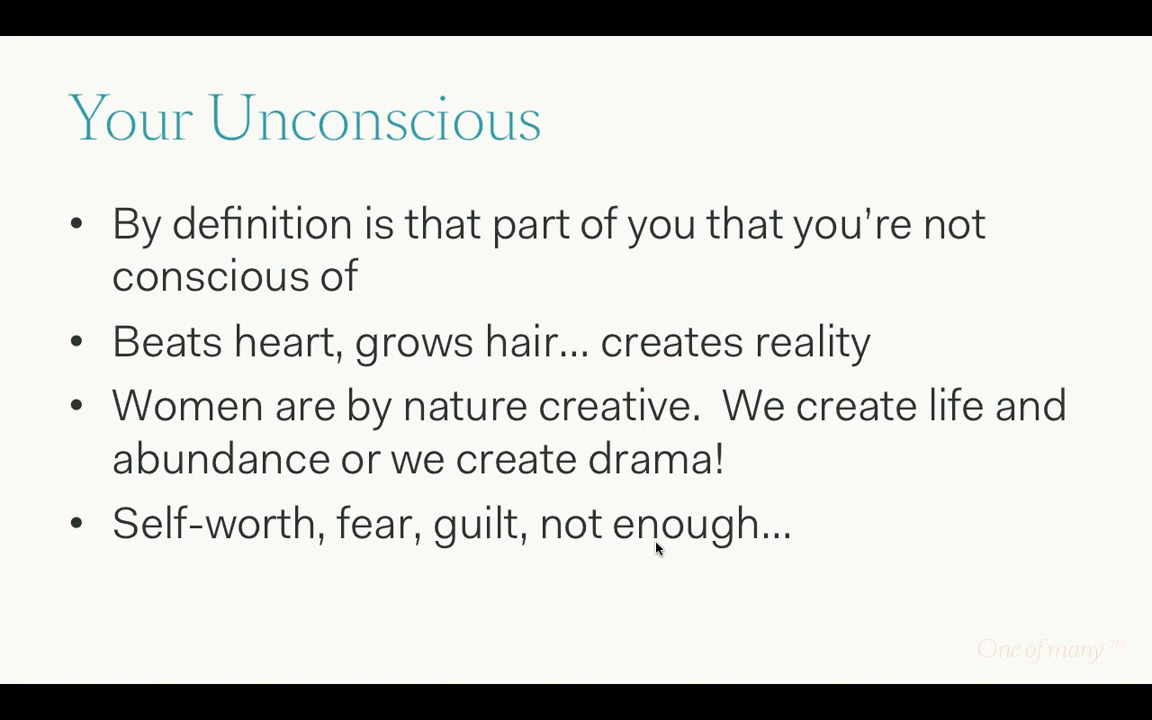 Your Unconscious
• By definition is that part of you that you’re not
conscious of
• Beats heart, grows hair... creates reality
• Women are by nature creative.  We create life and
abundance or we create drama!
• Self-worth, fear, guilt, not enough...
One of many ™